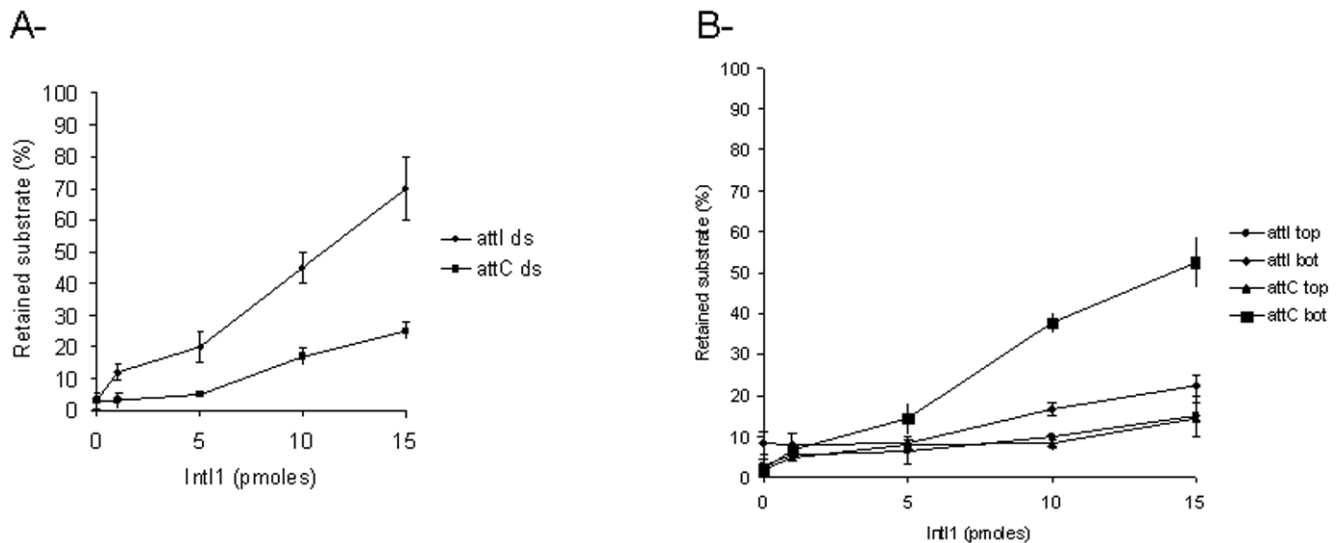 A-
100
90
80
70
60
50
40
30
20
10
0
Retained substrate (%)
0 5 10 15
IntI1 (pmoles)
attI ds
attC ds
B-
100
90
80
70
60
50
40
30
20
10
0
Retained substrate (%)
0 5 10 15
IntI1 (pmoles)
attI top
attI bot
attC top
attC bot